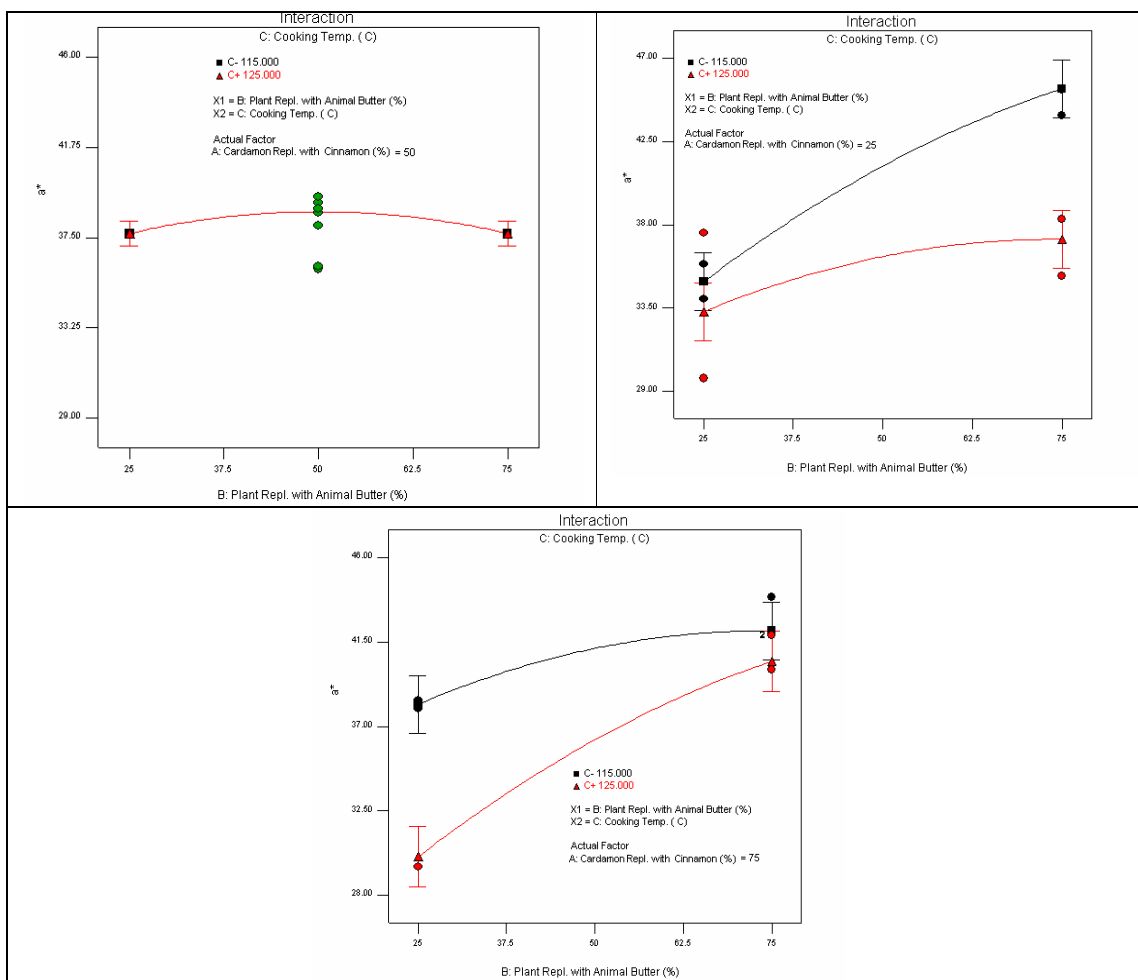 Interaction
C: Cooking Temp. ( C)
46.00
C- 115.000
C+ 125.000
X1 = B: Plant Repl. with Animal Butter (%)
X2 = C: Cooking Temp. ( C)
Actual Factor
A: Cardamon Repl. with Cinnamon (%) = 50
41.75
a*
37.50
33.25
29.00
25
37.5
50
62.5
75
B: Plant Repl. with Animal Butter (%)
Interaction
C: Cooking Temp. ( C)
47.00
C- 115.000
C+ 125.000
X1 = B: Plant Repl. with Animal Butter (%)
X2 = C: Cooking Temp. ( C)
Actual Factor
A: Cardamon Repl. with Cinnamon (%) = 25
42.50
a*
38.00
33.50
29.00
25
37.5
50
62.5
75
B: Plant Repl. with Animal Butter (%)
Interaction
C: Cooking Temp. ( C)
46.00
41.50
2
a*
37.00
C- 115.000
C+ 125.000
X1 = B: Plant Repl. with Animal Butter (%)
X2 = C: Cooking Temp. ( C)
Actual Factor
A: Cardamon Repl. with Cinnamon (%) = 75
32.50
28.00
25
37.5
50
62.5
75
B: Plant Repl. with Animal Butter (%)